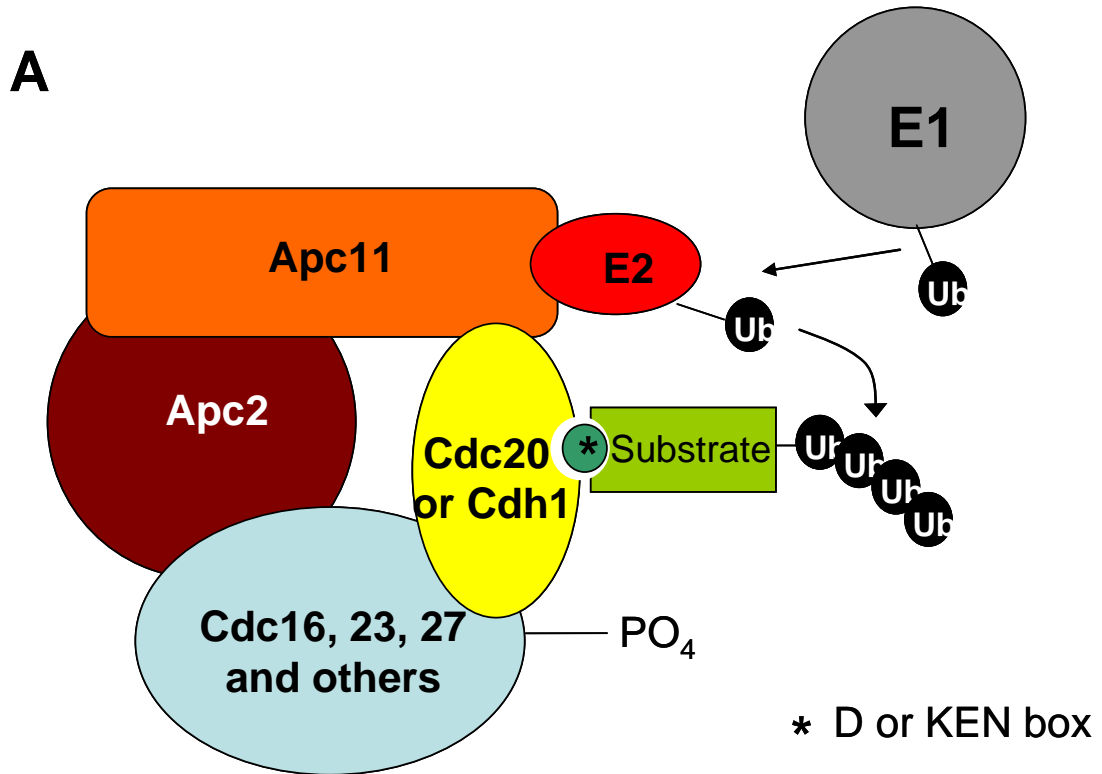 A
E1
Apc11
E2
Ub
Ub
Apc2
Cdc20
or Cdh1
* Substrate
Ub
Ub
Ub
Ub
Cdc16, 23, 27
and others
PO₄
* D or KEN box